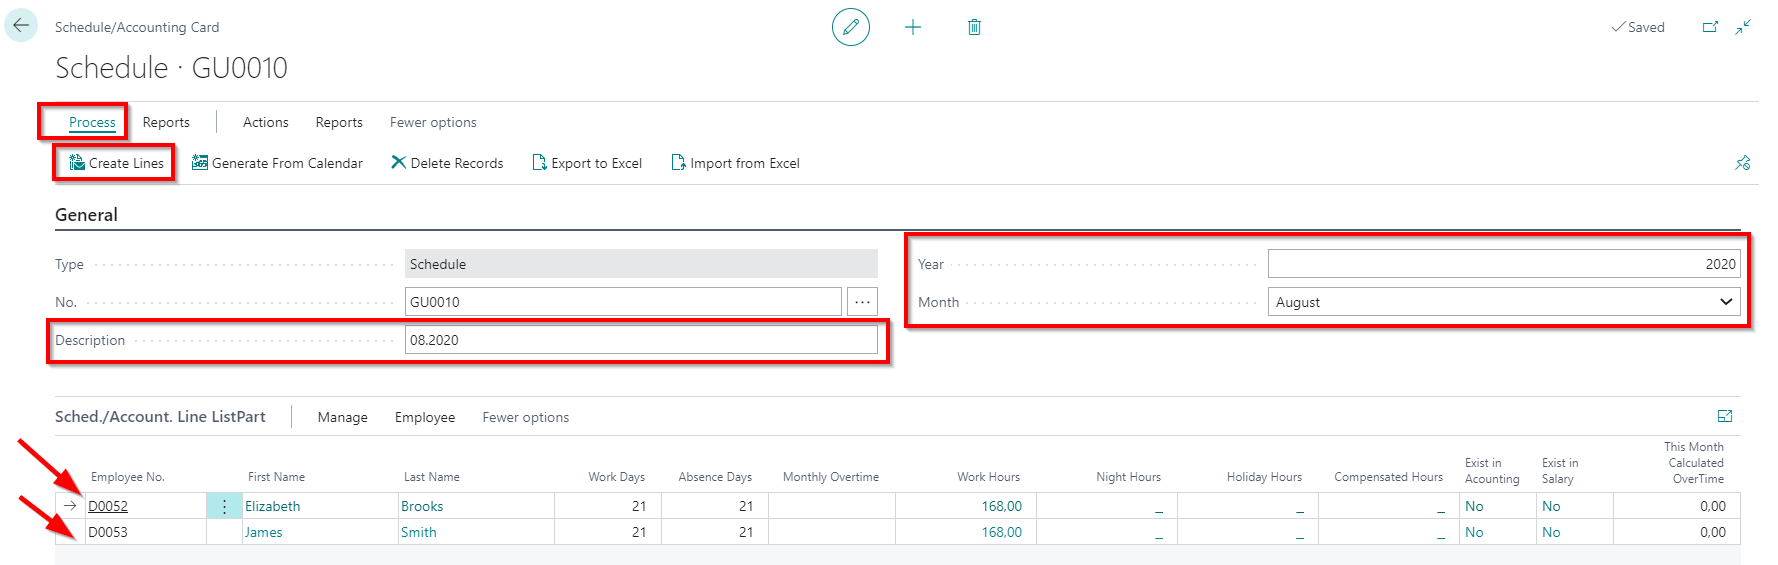 Schedule/Accounting Card
Saved
Schedule · GU0010
Process Reports Actions Reports Fewer options
Create Lines Generate From Calendar Delete Records Export to Excel Import from Excel
General
Type Schedule
Year 2020
No. GU0010 ...
Month August
Description 08.2020
Sched./Account. Line ListPart Manage Employee Fewer options
Employee No. First Name Last Name Work Days Absence Days Monthly Overtime Work Hours Night Hours Holiday Hours Compensated Hours Exist in Acounting Exist in Salary This Month Calculated OverTime
D0052 Elizabeth Brooks 21 21 168,00 _ _ _ No No 0,00
D0053 James Smith 21 21 168,00 _ _ _ No No 0,00